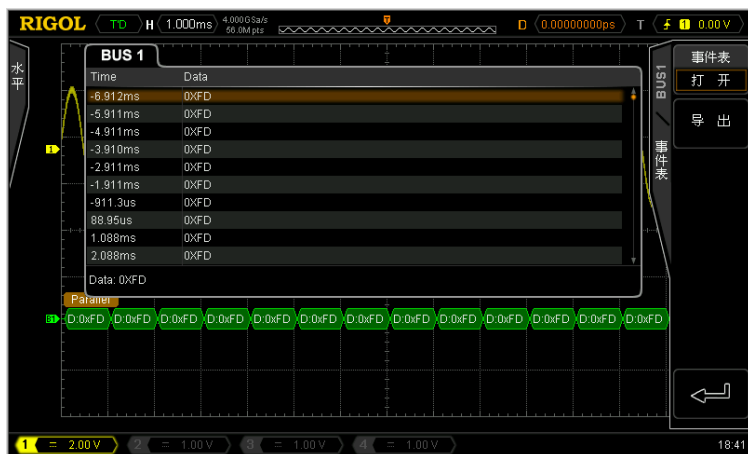 RIGOL T'D H 1.000ms 4.000GSa/s 56.0Mpts D 0.00000000ps T 1 0.00 V
水平
BUS 1
Time Data
-6.912ms 0XFD
-5.911ms 0XFD
-4.911ms 0XFD
-3.910ms 0XFD
-2.911ms 0XFD
-1.911ms 0XFD
-911.3us 0XFD
88.95us 0XFD
1.088ms 0XFD
2.088ms 0XFD
Data: 0XFD
1
Parallel
B1 D:0xFD D:0xFD D:0xFD D:0xFD D:0xFD D:0xFD D:0xFD D:0xFD D:0xFD D:0xFD D:0xFD D:0xFD D:0xFD
BUS1
事件表
事件表
打 开
导 出
1 = 2.00 V 2 = 1.00 V 3 = 1.00 V 4 = 1.00 V 18:41